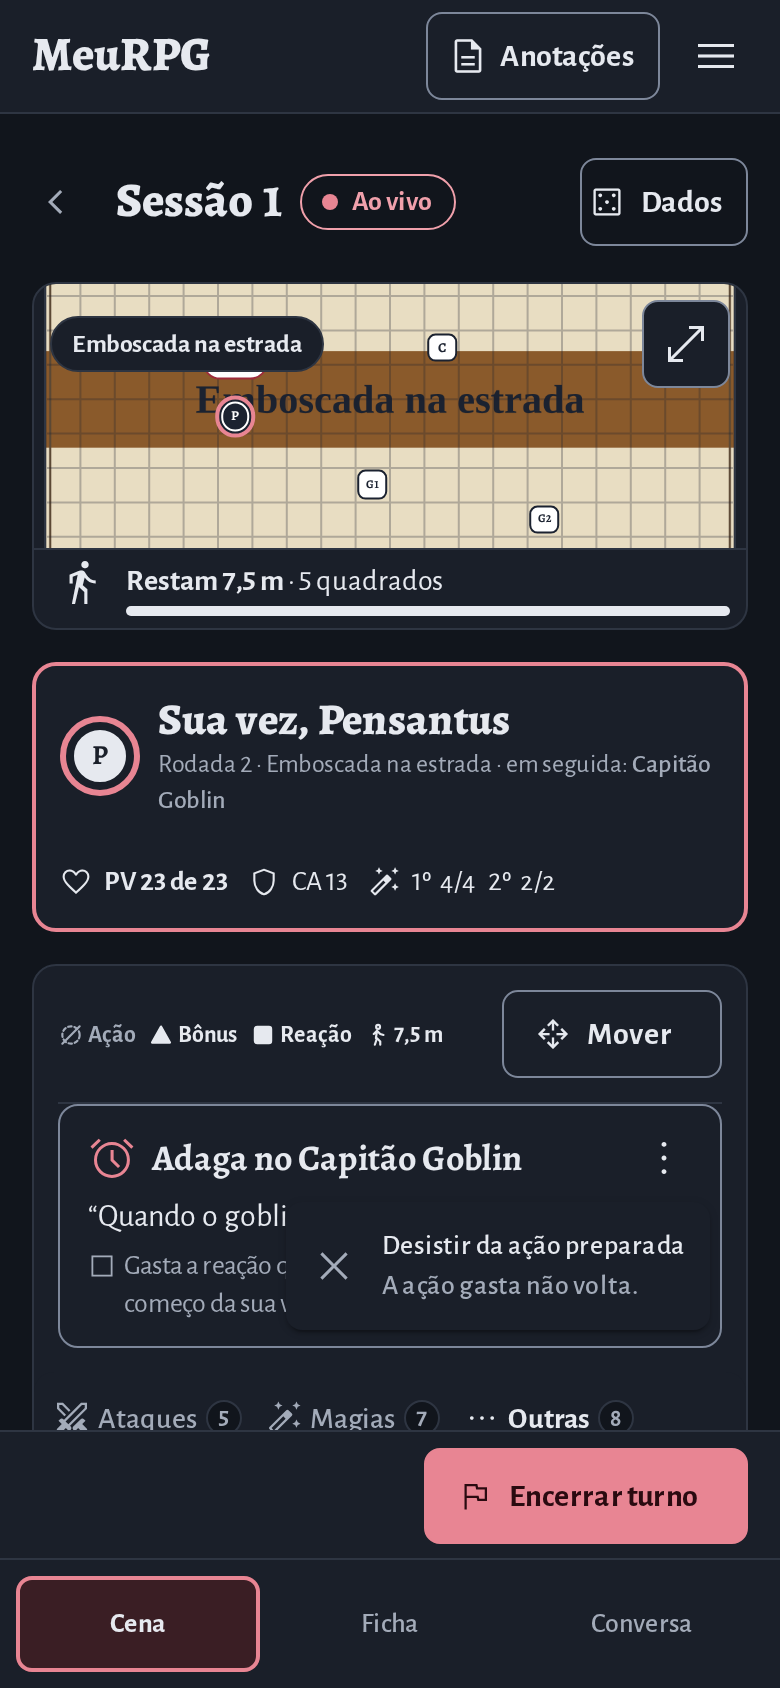 MeuRPG
Anotações
Sessão 1
Ao vivo
Dados
Emboscada na estrada
C
Emboscada na estrada
P
G1
G2
Restam 7,5 m · 5 quadrados
Sua vez, Pensantus
P
Rodada 2 · Emboscada na estrada · em seguida: Capitão
Goblin
PV 23 de 23
CA 13
1º 4/4 2º 2/2
Ação
Bônus
Reação
7,5 m
Mover
Adaga no Capitão Goblin
“Quando o gobli
Gasta a reação
começo da sua
Desistir da ação preparada
A ação gasta não volta.
Ataques 5
Magias 7
Outras 8
Encerrar turno
Cena
Ficha
Conversa